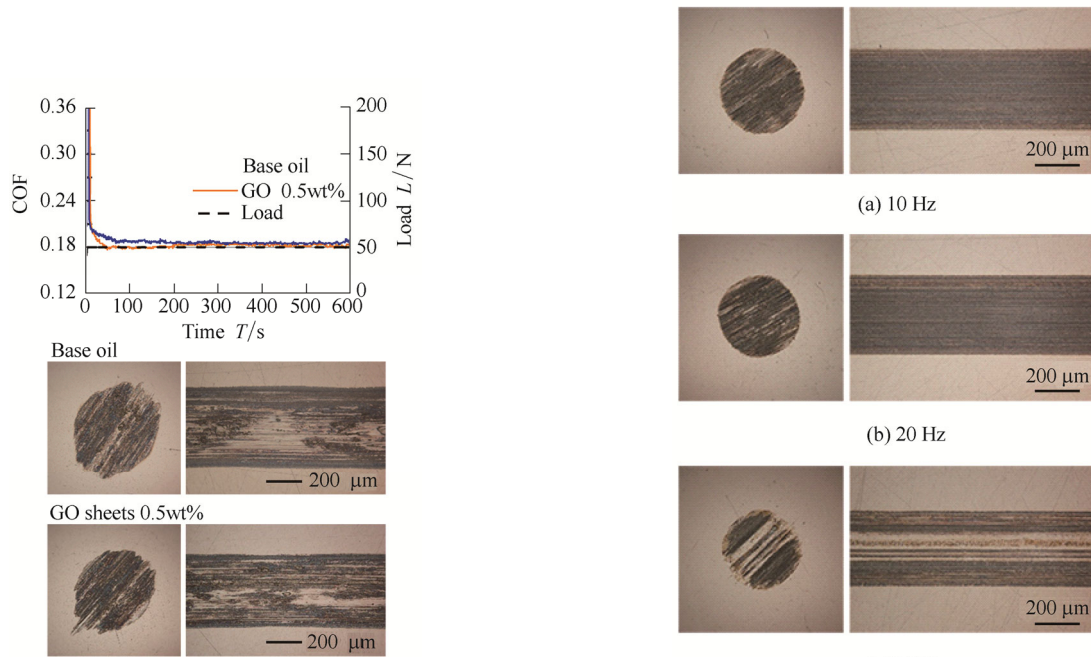 0.36
0.30
0.24
0.18
0.12
COF
200
150
100
50
0
Load L/N
Base oil
GO 0.5wt%
Load
0 100 200 300 400 500 600
Time T/s
Base oil
200 μm
GO sheets 0.5wt%
200 μm
200 μm
(a) 10 Hz
200 μm
(b) 20 Hz
200 μm